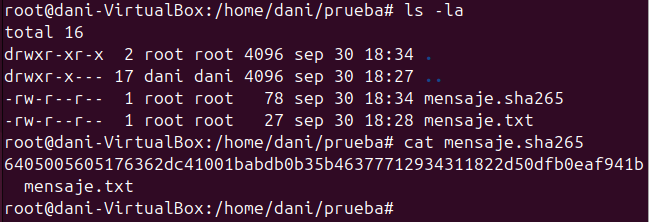 root@dani-VirtualBox:/home/dani/prueba# ls -la
total 16
drwxr-xr-x  2 root root 4096 sep 30 18:34 .
drwxr-x--- 17 dani dani 4096 sep 30 18:27 ..
-rw-r--r--  1 root root   78 sep 30 18:34 mensaje.sha265
-rw-r--r--  1 root root   27 sep 30 18:28 mensaje.txt
root@dani-VirtualBox:/home/dani/prueba# cat mensaje.sha265
6405005605176362dc41001babdb0b35b46377712934311822d50dfb0eaf941b
  mensaje.txt
root@dani-VirtualBox:/home/dani/prueba#